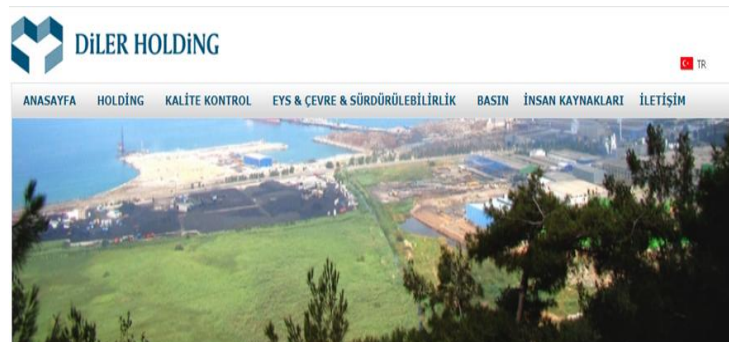 DiLER HOLDiNG
TR
ANASAYFA HOLDİNG KALİTE KONTROL EYS & ÇEVRE & SÜRDÜRÜLEBİLİRLİK BASIN İNSAN KAYNAKLARI İLETİŞİM